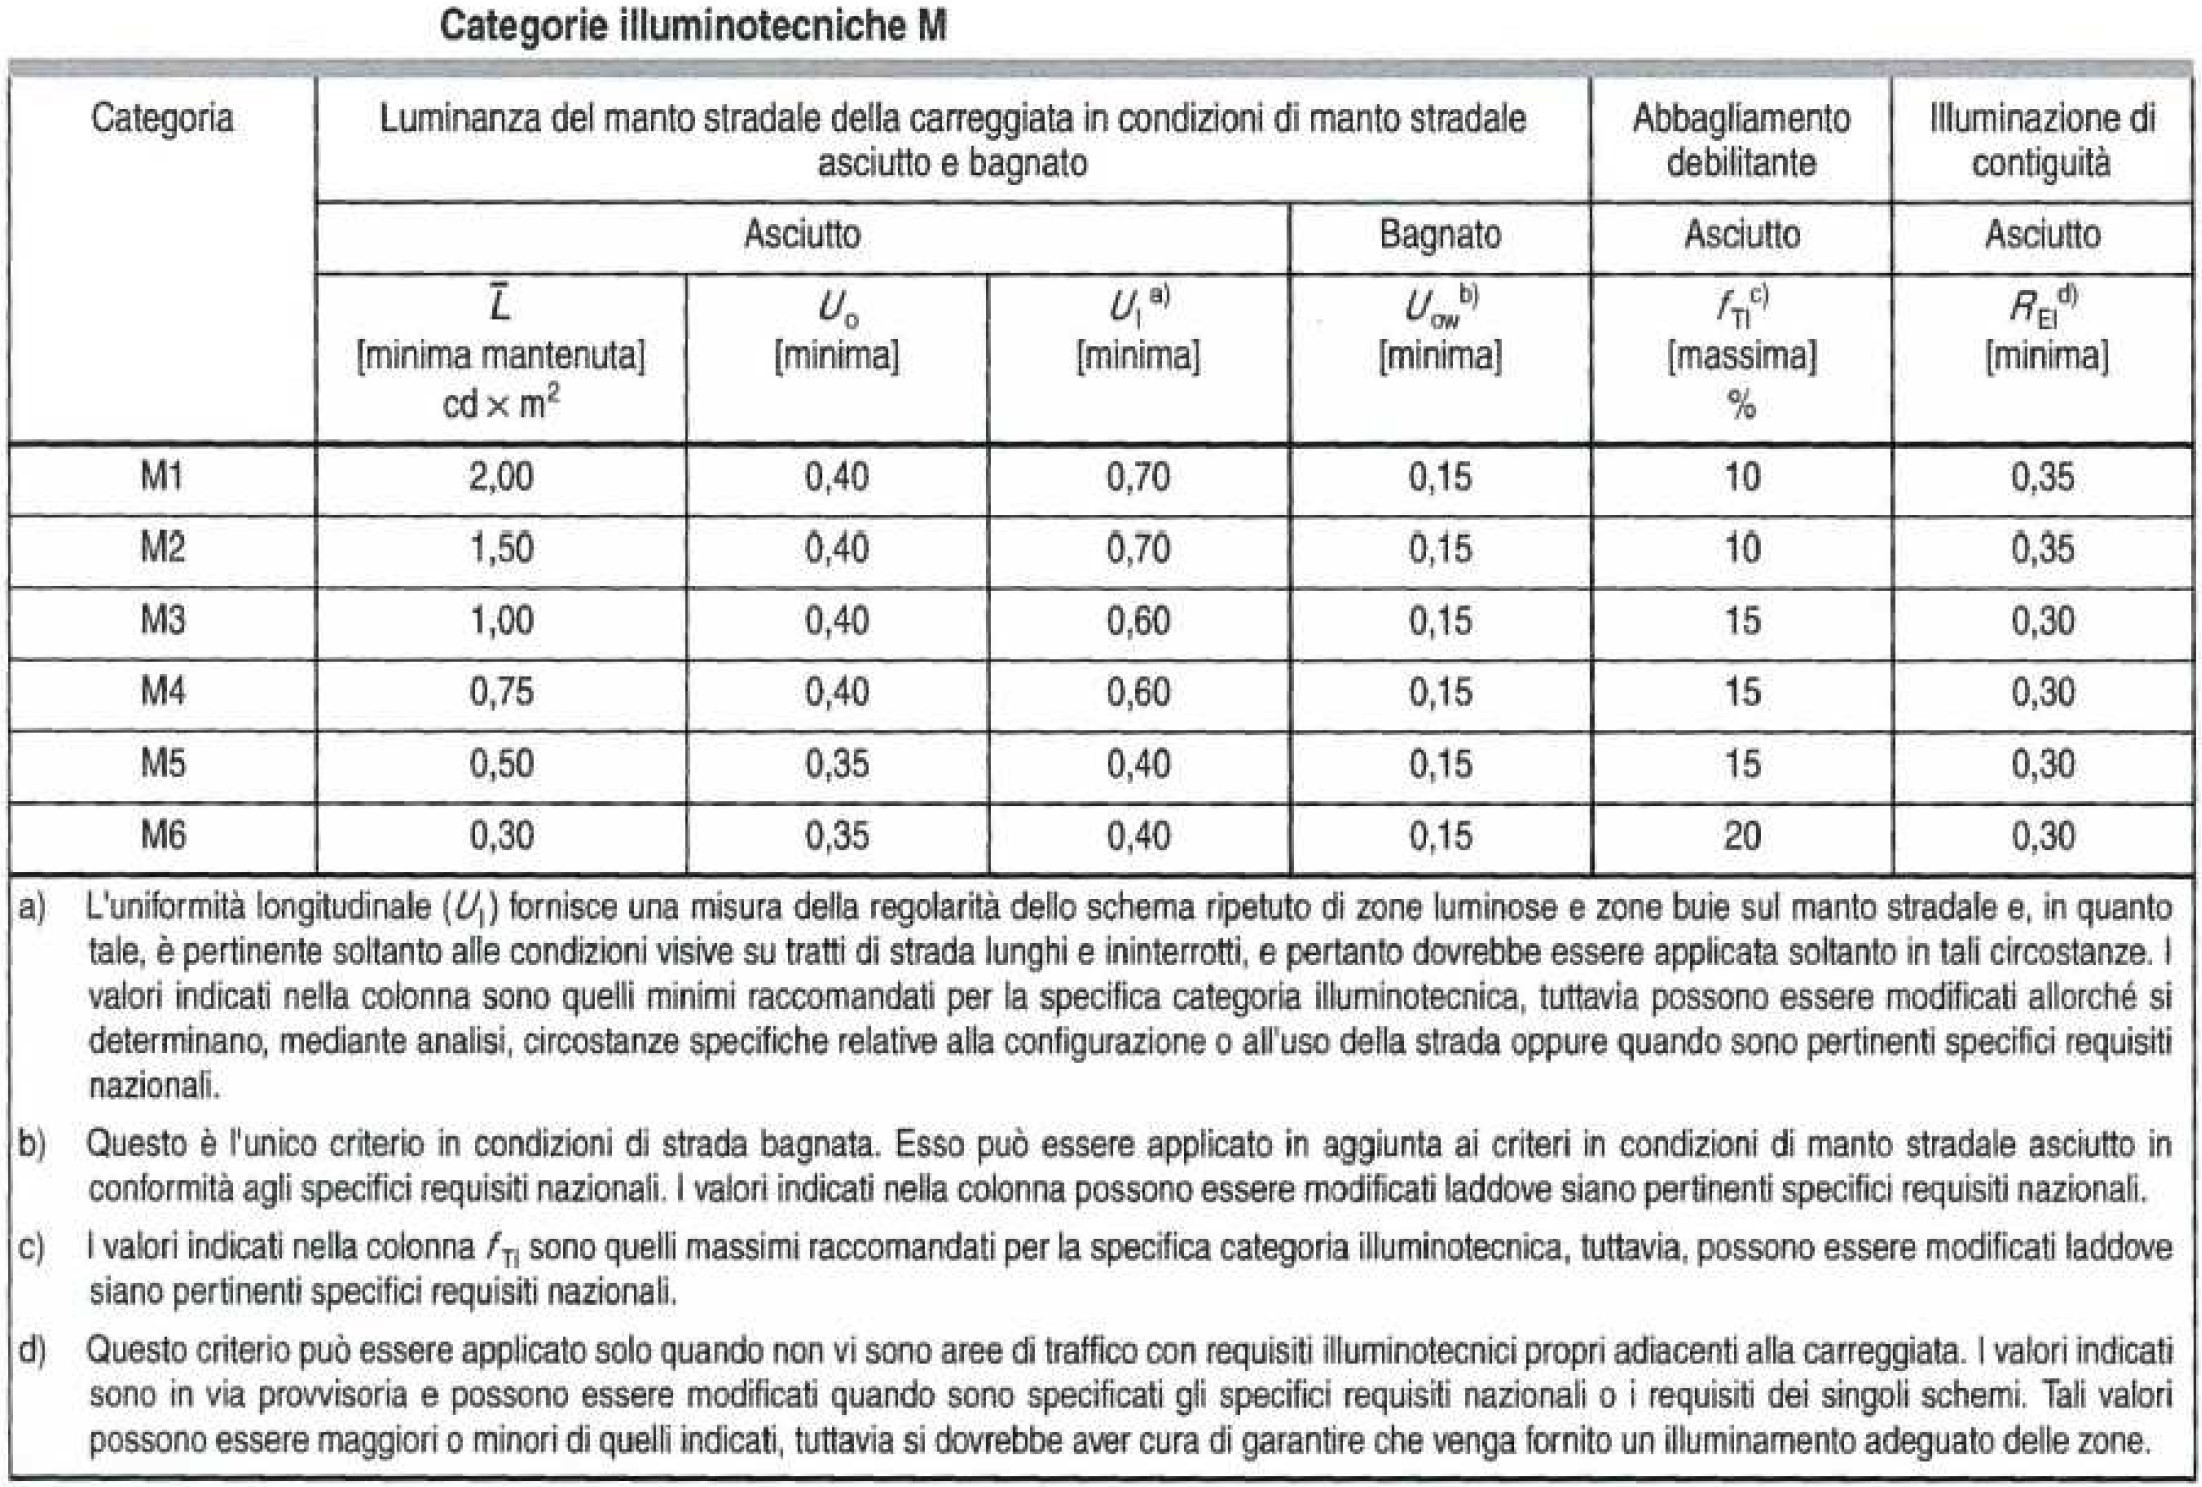 Categorie illuminotecniche M
Categoria
Luminanza del manto stradale della carreggiata in condizioni di manto stradale
asciutto e bagnato
Abbagliamento
debilitante
Illuminazione di
contiguità
Asciutto
Bagnato
Asciutto
Asciutto
L̅
[minima mantenuta]
cd × m²
Uo
[minima]
Ul a)
[minima]
Uow b)
[minima]
fTI c)
[massima]
%
REI d)
[minima]
M1 2,00 0,40 0,70 0,15 10 0,35
M2 1,50 0,40 0,70 0,15 10 0,35
M3 1,00 0,40 0,60 0,15 15 0,30
M4 0,75 0,40 0,60 0,15 15 0,30
M5 0,50 0,35 0,40 0,15 15 0,30
M6 0,30 0,35 0,40 0,15 20 0,30
a) L'uniformità longitudinale (Ul) fornisce una misura della regolarità dello schema ripetuto di zone luminose e zone buie sul manto stradale e, in quanto
tale, è pertinente soltanto alle condizioni visive su tratti di strada lunghi e ininterrotti, e pertanto dovrebbe essere applicata soltanto in tali circostanze. I
valori indicati nella colonna sono quelli minimi raccomandati per la specifica categoria illuminotecnica, tuttavia possono essere modificati allorché si
determinano, mediante analisi, circostanze specifiche relative alla configurazione o all'uso della strada oppure quando sono pertinenti specifici requisiti
nazionali.
b) Questo è l'unico criterio in condizioni di strada bagnata. Esso può essere applicato in aggiunta ai criteri in condizioni di manto stradale asciutto in
conformità agli specifici requisiti nazionali. I valori indicati nella colonna possono essere modificati laddove siano pertinenti specifici requisiti nazionali.
c) I valori indicati nella colonna fTI sono quelli massimi raccomandati per la specifica categoria illuminotecnica, tuttavia, possono essere modificati laddove
siano pertinenti specifici requisiti nazionali.
d) Questo criterio può essere applicato solo quando non vi sono aree di traffico con requisiti illuminotecnici propri adiacenti alla carreggiata. I valori indicati
sono in via provvisoria e possono essere modificati quando sono specificati gli specifici requisiti nazionali o i requisiti dei singoli schemi. Tali valori
possono essere maggiori o minori di quelli indicati, tuttavia si dovrebbe aver cura di garantire che venga fornito un illuminamento adeguato delle zone.